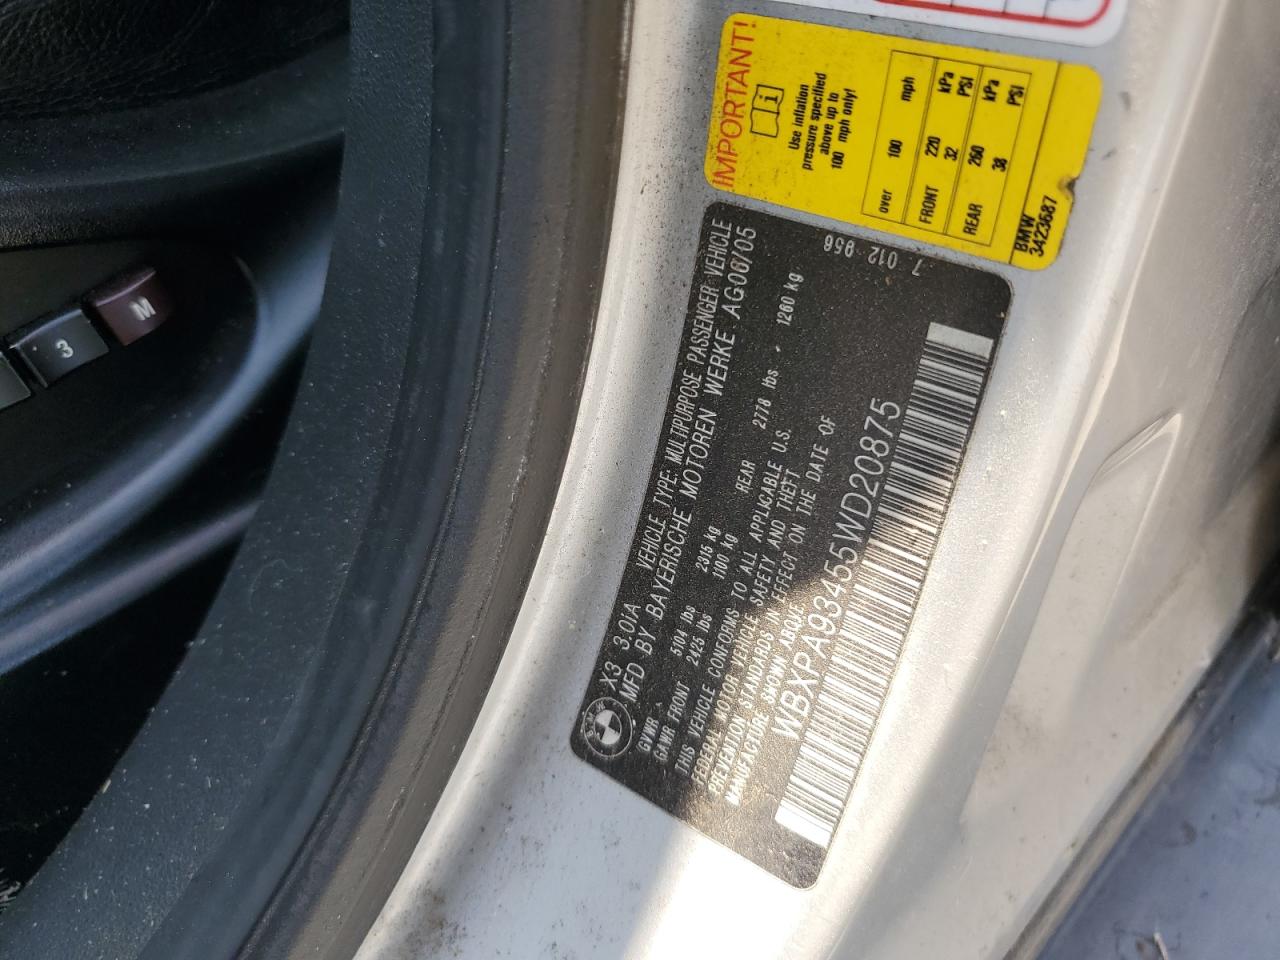 IMPORTANT!
Use inflation
pressure specified
above up to
100 mph only!
over 100 mph
FRONT 220 kPa
32 PSI
REAR 260 kPa
38 PSI
BMW
3423687
7 012 956
X3 3.0iA VEHICLE TYPE: MULTIPURPOSE PASSENGER VEHICLE
MFD BY BAYERISCHE MOTOREN WERKE AG 06/05
GVWR 5104 lbs 2315 kg
GAWR FRONT 2425 lbs 1100 kg REAR 2778 lbs 1260 kg
THIS VEHICLE CONFORMS TO ALL APPLICABLE U.S.
FEDERAL MOTOR VEHICLE SAFETY AND THEFT
PREVENTION STANDARDS IN EFFECT ON THE DATE OF
MANUFACTURE SHOWN ABOVE
WBXPA93455WD20875
3
M